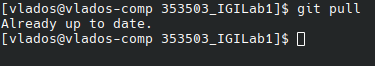 [vlados@vlados-comp 353503_IGILab1]$ git pull
Already up to date.
[vlados@vlados-comp 353503_IGILab1]$